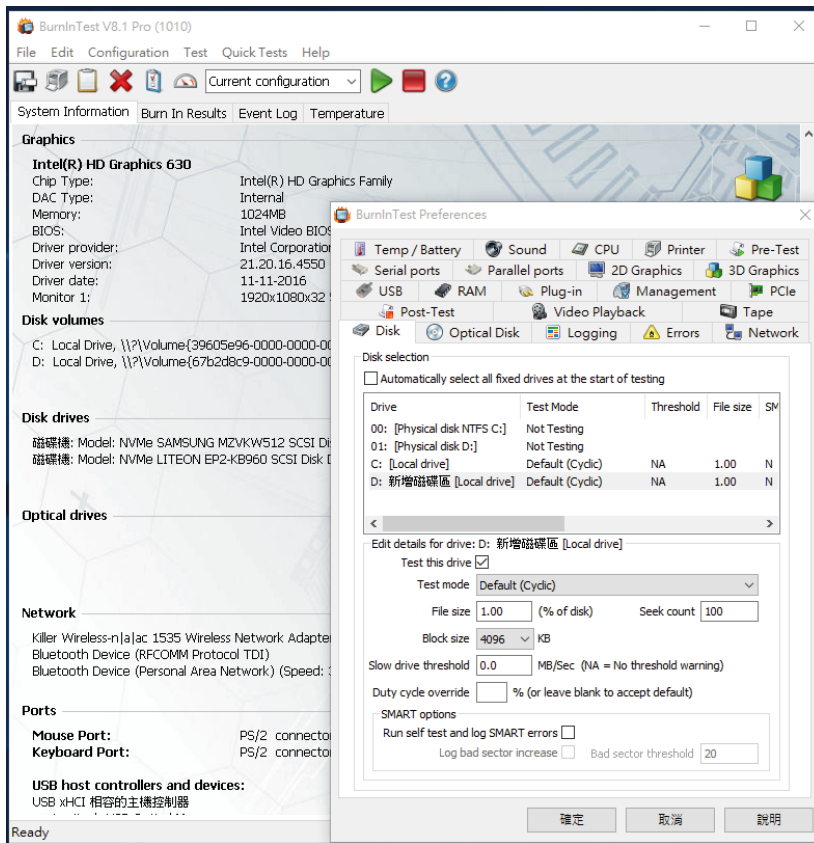 BurnInTest V8.1 Pro (1010)
File Edit Configuration Test Quick Tests Help
Current configuration
System Information Burn In Results Event Log Temperature
Graphics
Intel(R) HD Graphics 630
Chip Type: Intel(R) HD Graphics Family
DAC Type: Internal
Memory: 1024MB
BIOS: Intel Video BIOS
Driver provider: Intel Corporation
Driver version: 21.20.16.4550
Driver date: 11-11-2016
Monitor 1: 1920x1080x32
Disk volumes
C: Local Drive, \\?\Volume{39605e96-0000-0000-00
D: Local Drive, \\?\Volume{67b2d8c9-0000-0000-00
Disk drives
磁碟機: Model: NVMe SAMSUNG MZVKW512 SCSI Di
磁碟機: Model: NVMe LITEON EP2-KB960 SCSI Disk
Optical drives
Network
Killer Wireless-n|a|ac 1535 Wireless Network Adapte
Bluetooth Device (RFCOMM Protocol TDI)
Bluetooth Device (Personal Area Network) (Speed:
Ports
Mouse Port: PS/2 connector
Keyboard Port: PS/2 connector
USB host controllers and devices:
USB xHCI 相容的主機控制器
Ready
BurnInTest Preferences
Temp / Battery Sound CPU Printer Pre-Test
Serial ports Parallel ports 2D Graphics 3D Graphics
USB RAM Plug-in Management PCIe
Post-Test Video Playback Tape
Disk Optical Disk Logging Errors Network
Disk selection
Automatically select all fixed drives at the start of testing
Drive Test Mode Threshold File size SM
00: [Physical disk NTFS C:] Not Testing
01: [Physical disk D:] Not Testing
C: [Local drive] Default (Cyclic) NA 1.00 N
D: 新增磁碟區 [Local drive] Default (Cyclic) NA 1.00 N
Edit details for drive: D: 新增磁碟區 [Local drive]
Test this drive
Test mode Default (Cyclic)
File size 1.00 (% of disk) Seek count 100
Block size 4096 KB
Slow drive threshold 0.0 MB/Sec (NA = No threshold warning)
Duty cycle override % (or leave blank to accept default)
SMART options
Run self test and log SMART errors
Log bad sector increase Bad sector threshold 20
確定 取消 說明